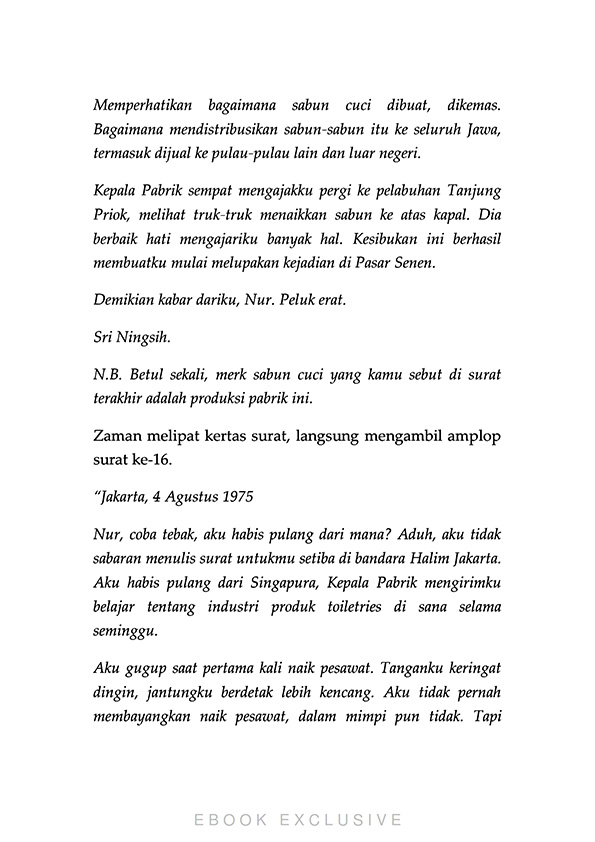 Memperhatikan bagaimana sabun cuci dibuat, dikemas.
Bagaimana mendistribusikan sabun-sabun itu ke seluruh Jawa,
termasuk dijual ke pulau-pulau lain dan luar negeri.
Kepala Pabrik sempat mengajakku pergi ke pelabuhan Tanjung
Priok, melihat truk-truk menaikkan sabun ke atas kapal. Dia
berbaik hati mengajariku banyak hal. Kesibukan ini berhasil
membuatku mulai melupakan kejadian di Pasar Senen.
Demikian kabar dariku, Nur. Peluk erat.
Sri Ningsih.
N.B. Betul sekali, merk sabun cuci yang kamu sebut di surat
terakhir adalah produksi pabrik ini.
Zaman melipat kertas surat, langsung mengambil amplop
surat ke-16.
“Jakarta, 4 Agustus 1975
Nur, coba tebak, aku habis pulang dari mana? Aduh, aku tidak
sabaran menulis surat untukmu setiba di bandara Halim Jakarta.
Aku habis pulang dari Singapura, Kepala Pabrik mengirimku
belajar tentang industri produk toiletries di sana selama
seminggu.
Aku gugup saat pertama kali naik pesawat. Tanganku keringat
dingin, jantungku berdetak lebih kencang. Aku tidak pernah
membayangkan naik pesawat, dalam mimpi pun tidak. Tapi
EBOOK EXCLUSIVE